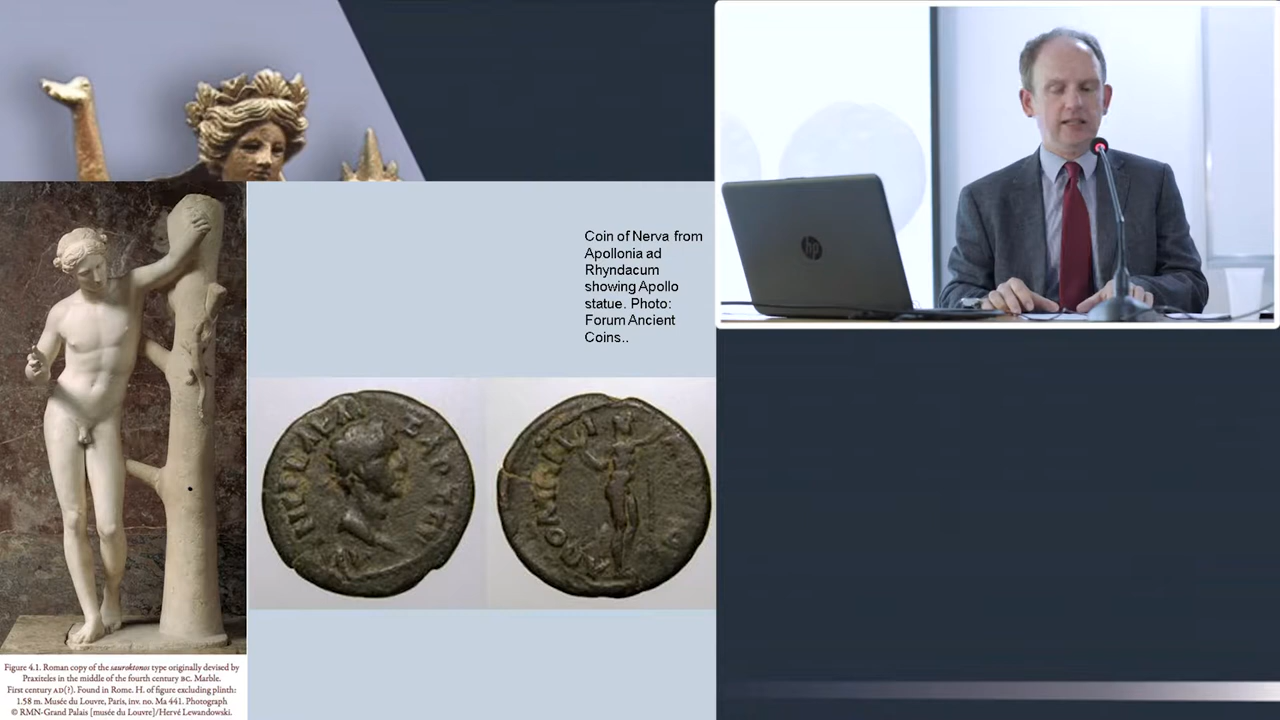 Coin of Nerva from
Apollonia ad
Rhyndacum
showing Apollo
statue. Photo:
Forum Ancient
Coins..
hp
Figure 4.1. Roman copy of the sauroktonos type originally devised by
Praxiteles in the middle of the fourth century BC. Marble.
First century AD(?). Found in Rome. H. of figure excluding plinth:
1.58 m. Musée du Louvre, Paris, inv. no. Ma 441. Photograph
© RMN-Grand Palais [musée du Louvre]/Hervé Lewandowski.